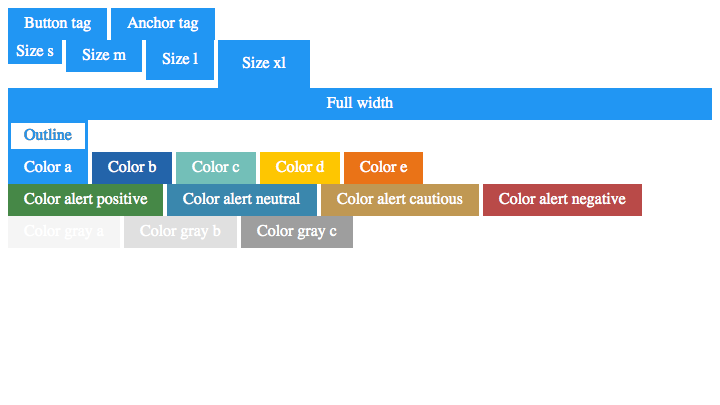 Button tag Anchor tag
Size s Size m Size l Size xl
Full width
Outline
Color a Color b Color c Color d Color e
Color alert positive Color alert neutral Color alert cautious Color alert negative
Color gray a Color gray b Color gray c